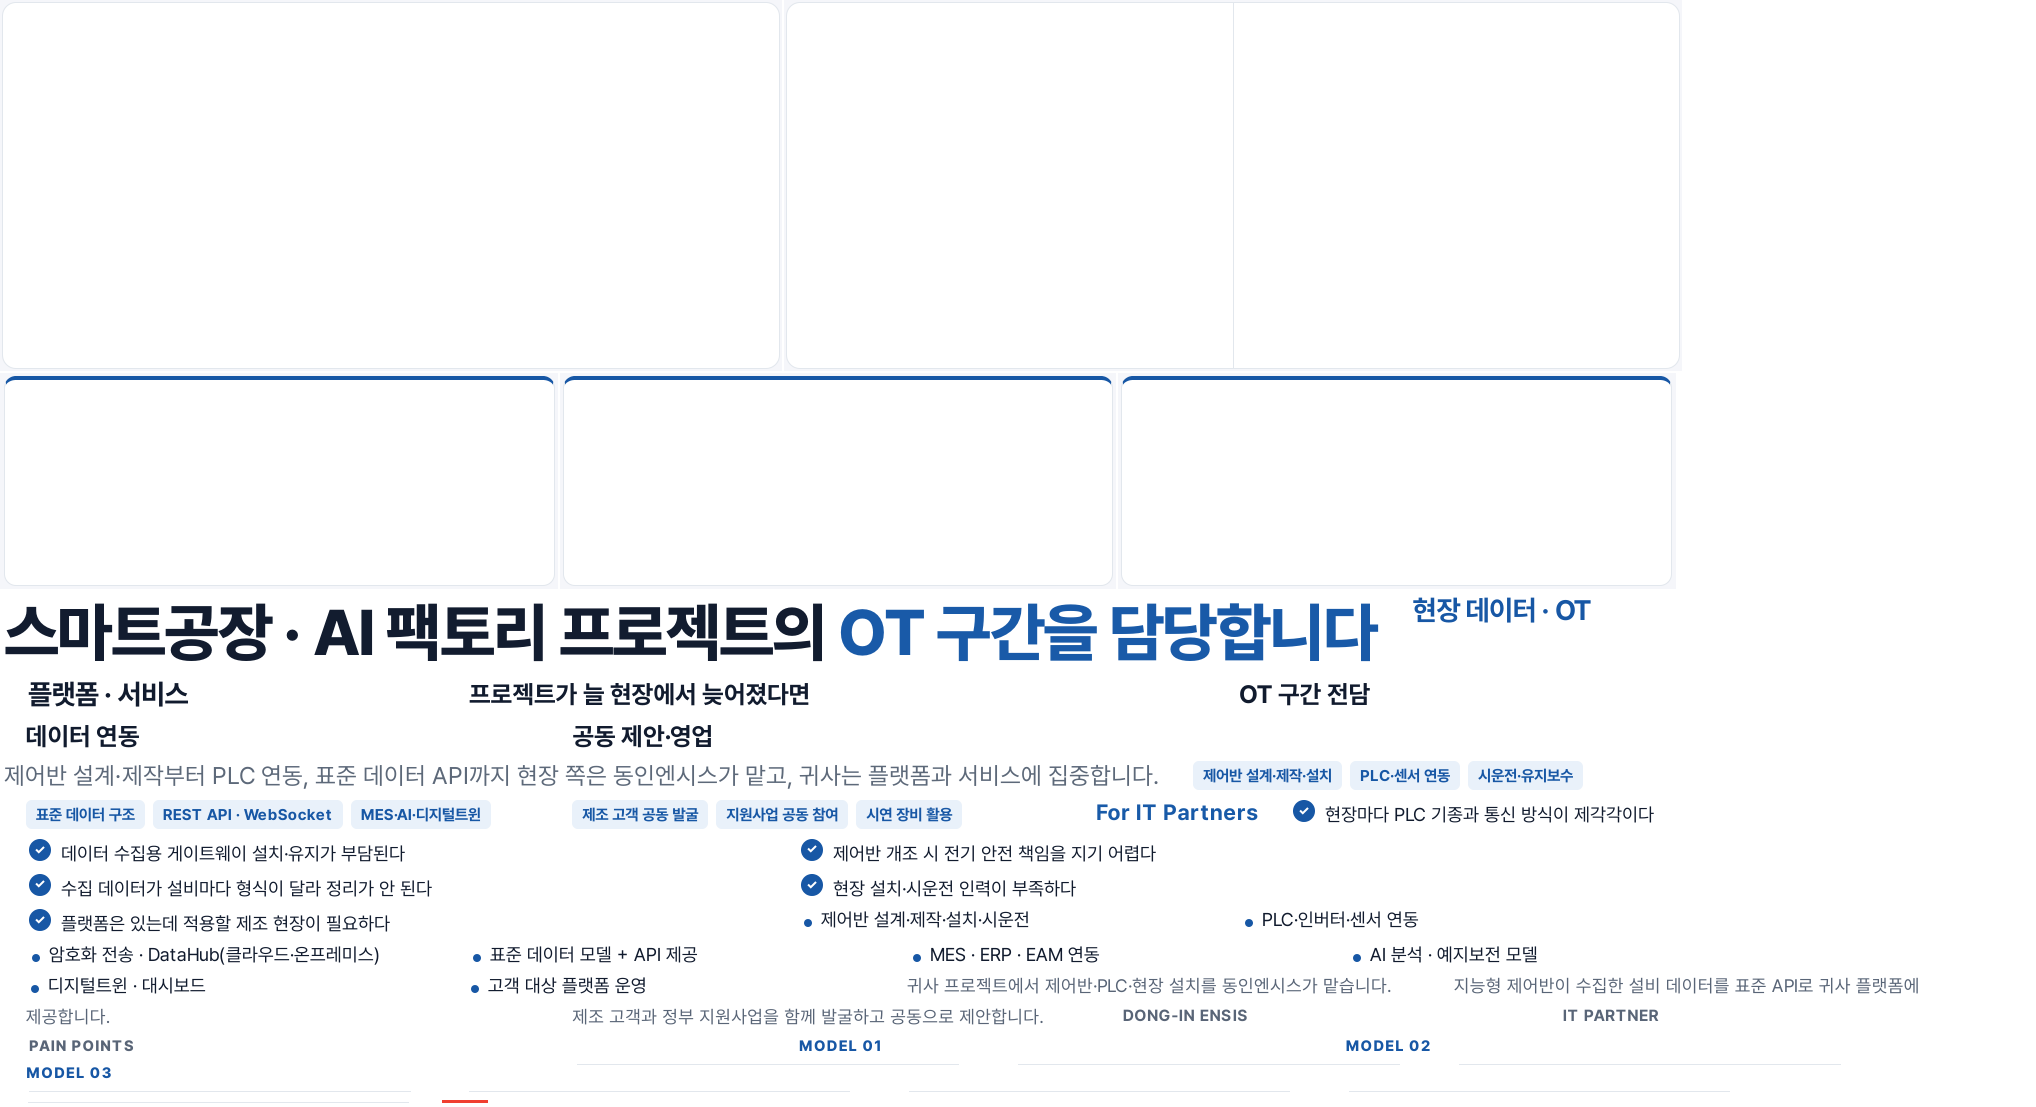 스마트공장 · AI 팩토리 프로젝트의 OT 구간을 담당합니다
현장 데이터 · OT
플랫폼 · 서비스
프로젝트가 늘 현장에서 늦어졌다면
OT 구간 전담
데이터 연동
공동 제안·영업
제어반 설계·제작부터 PLC 연동, 표준 데이터 API까지 현장 쪽은 동인엔시스가 맡고, 귀사는 플랫폼과 서비스에 집중합니다.
제어반 설계·제작·설치
PLC·센서 연동
시운전·유지보수
표준 데이터 구조
REST API · WebSocket
MES·AI·디지털트윈
제조 고객 공동 발굴
지원사업 공동 참여
시연 장비 활용
For IT Partners
현장마다 PLC 기종과 통신 방식이 제각각이다
데이터 수집용 게이트웨이 설치·유지가 부담된다
제어반 개조 시 전기 안전 책임을 지기 어렵다
수집 데이터가 설비마다 형식이 달라 정리가 안 된다
현장 설치·시운전 인력이 부족하다
플랫폼은 있는데 적용할 제조 현장이 필요하다
제어반 설계·제작·설치·시운전
PLC·인버터·센서 연동
암호화 전송 · DataHub(클라우드·온프레미스)
표준 데이터 모델 + API 제공
MES · ERP · EAM 연동
AI 분석 · 예지보전 모델
디지털트윈 · 대시보드
고객 대상 플랫폼 운영
귀사 프로젝트에서 제어반·PLC·현장 설치를 동인엔시스가 맡습니다.
지능형 제어반이 수집한 설비 데이터를 표준 API로 귀사 플랫폼에
제공합니다.
제조 고객과 정부 지원사업을 함께 발굴하고 공동으로 제안합니다.
DONG-IN ENSIS
IT PARTNER
PAIN POINTS
MODEL 01
MODEL 02
MODEL 03